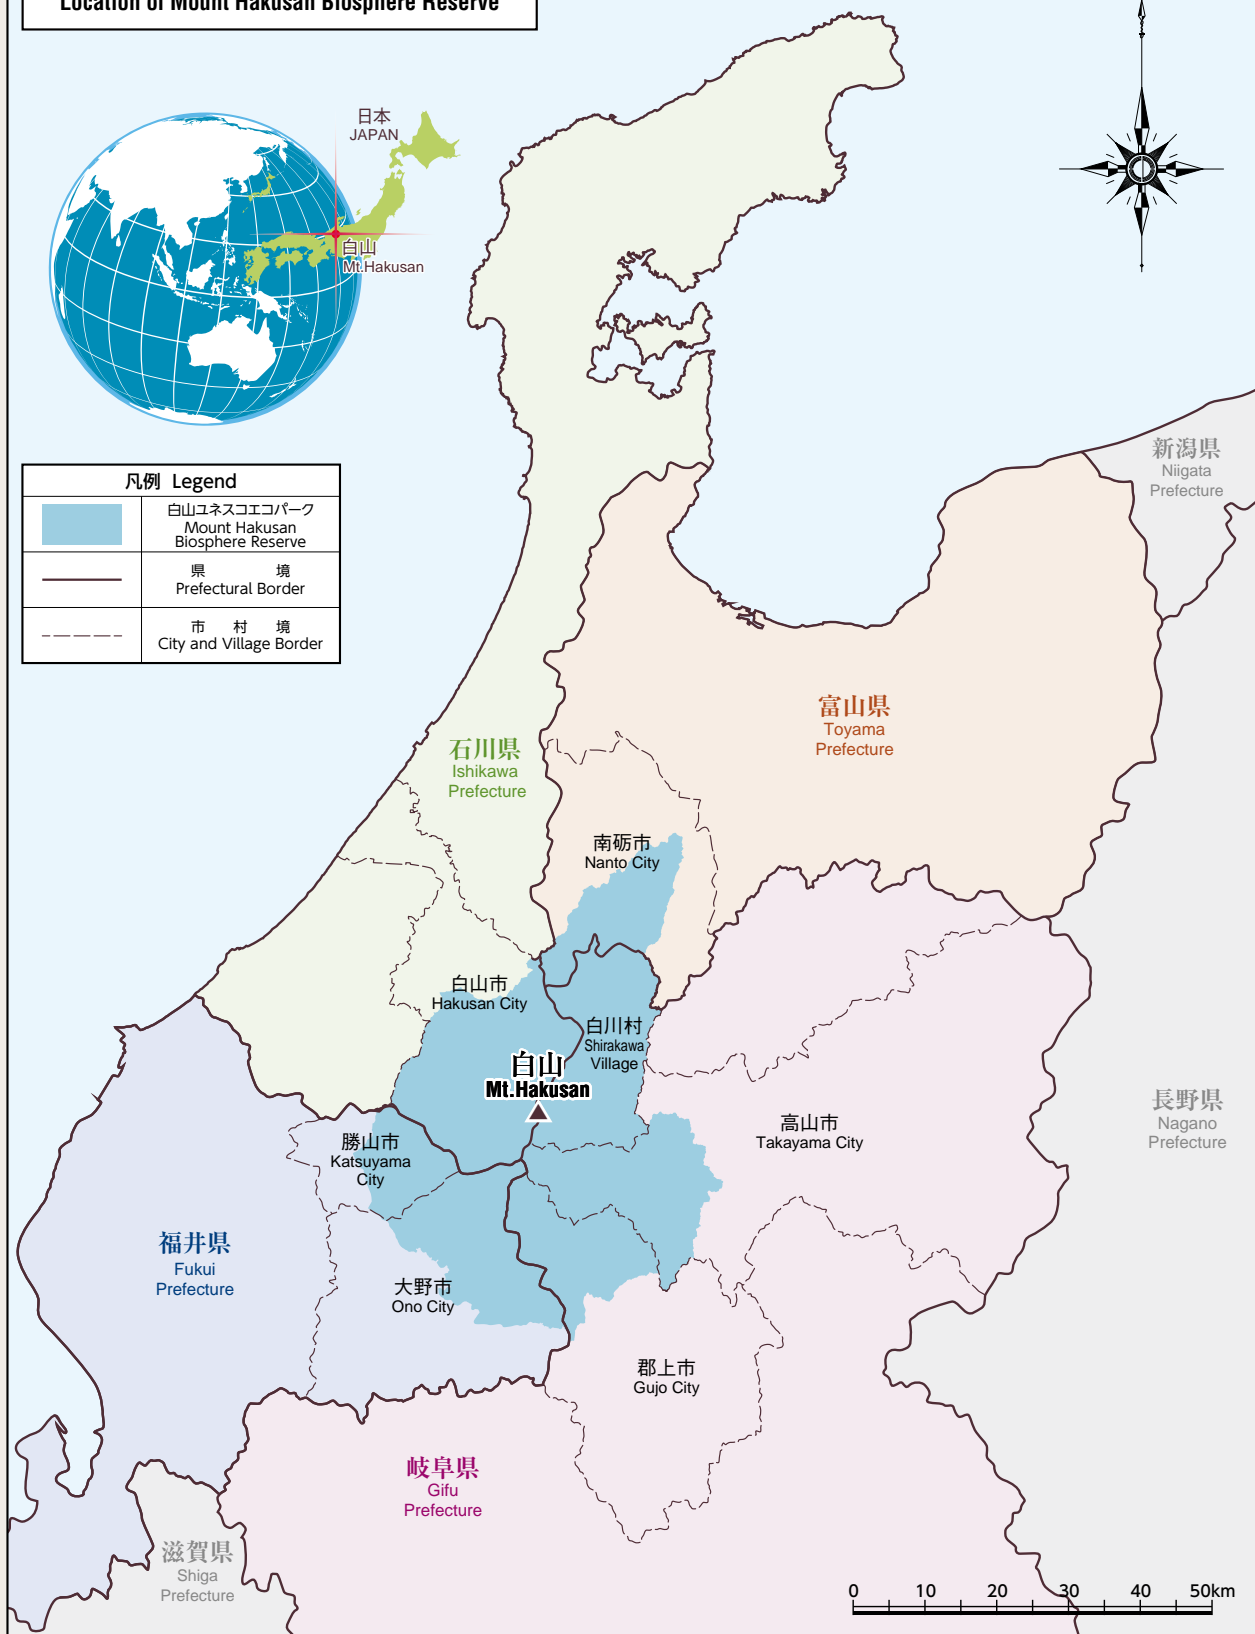 Location of Mount Hakusan Biosphere Reserve
日本
JAPAN
白山
Mt.Hakusan
凡例 Legend
白山ユネスコエコパーク
Mount Hakusan
Biosphere Reserve
県 境
Prefectural Border
市 村 境
City and Village Border
新潟県
Niigata
Prefecture
富山県
Toyama
Prefecture
石川県
Ishikawa
Prefecture
南砺市
Nanto City
白山市
Hakusan City
白川村
Shirakawa
Village
白山
Mt.Hakusan
高山市
Takayama City
長野県
Nagano
Prefecture
勝山市
Katsuyama
City
福井県
Fukui
Prefecture
大野市
Ono City
郡上市
Gujo City
岐阜県
Gifu
Prefecture
滋賀県
Shiga
Prefecture
0 10 20 30 40 50km